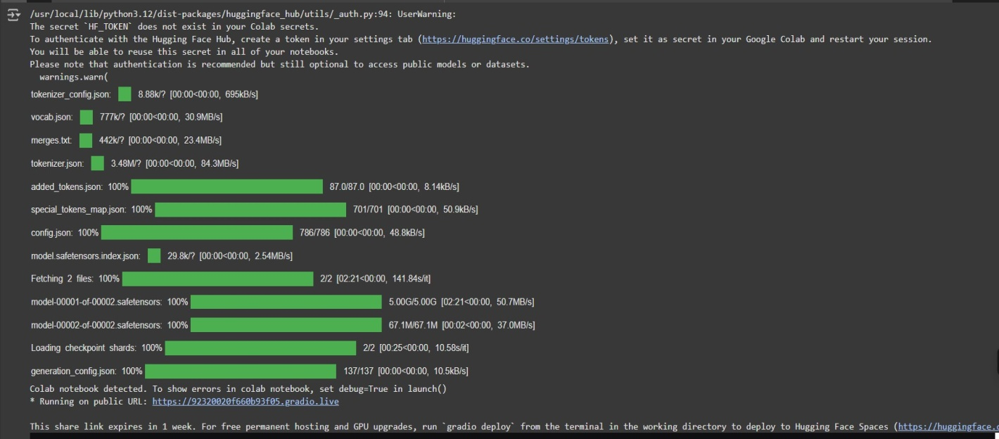 /usr/local/lib/python3.12/dist-packages/huggingface_hub/utils/_auth.py:94: UserWarning:
The secret `HF_TOKEN` does not exist in your Colab secrets.
To authenticate with the Hugging Face Hub, create a token in your settings tab (https://huggingface.co/settings/tokens), set it as secret in your Google Colab and restart your session.
You will be able to reuse this secret in all of your notebooks.
Please note that authentication is recommended but still optional to access public models or datasets.
  warnings.warn(
tokenizer_config.json: 8.88k/? [00:00<00:00, 695kB/s]
vocab.json: 777k/? [00:00<00:00, 30.9MB/s]
merges.txt: 442k/? [00:00<00:00, 23.4MB/s]
tokenizer.json: 3.48M/? [00:00<00:00, 84.3MB/s]
added_tokens.json: 100% 87.0/87.0 [00:00<00:00, 8.14kB/s]
special_tokens_map.json: 100% 701/701 [00:00<00:00, 50.9kB/s]
config.json: 100% 786/786 [00:00<00:00, 48.8kB/s]
model.safetensors.index.json: 29.8k/? [00:00<00:00, 2.54MB/s]
Fetching 2 files: 100% 2/2 [02:21<00:00, 141.84s/it]
model-00001-of-00002.safetensors: 100% 5.00G/5.00G [02:21<00:00, 50.7MB/s]
model-00002-of-00002.safetensors: 100% 67.1M/67.1M [00:02<00:00, 37.0MB/s]
Loading checkpoint shards: 100% 2/2 [00:25<00:00, 10.58s/it]
generation_config.json: 100% 137/137 [00:00<00:00, 10.5kB/s]
Colab notebook detected. To show errors in colab notebook, set debug=True in launch()
* Running on public URL: https://92320020f660b93f05.gradio.live
This share link expires in 1 week. For free permanent hosting and GPU upgrades, run `gradio deploy` from the terminal in the working directory to deploy to Hugging Face Spaces (https://huggingface.c